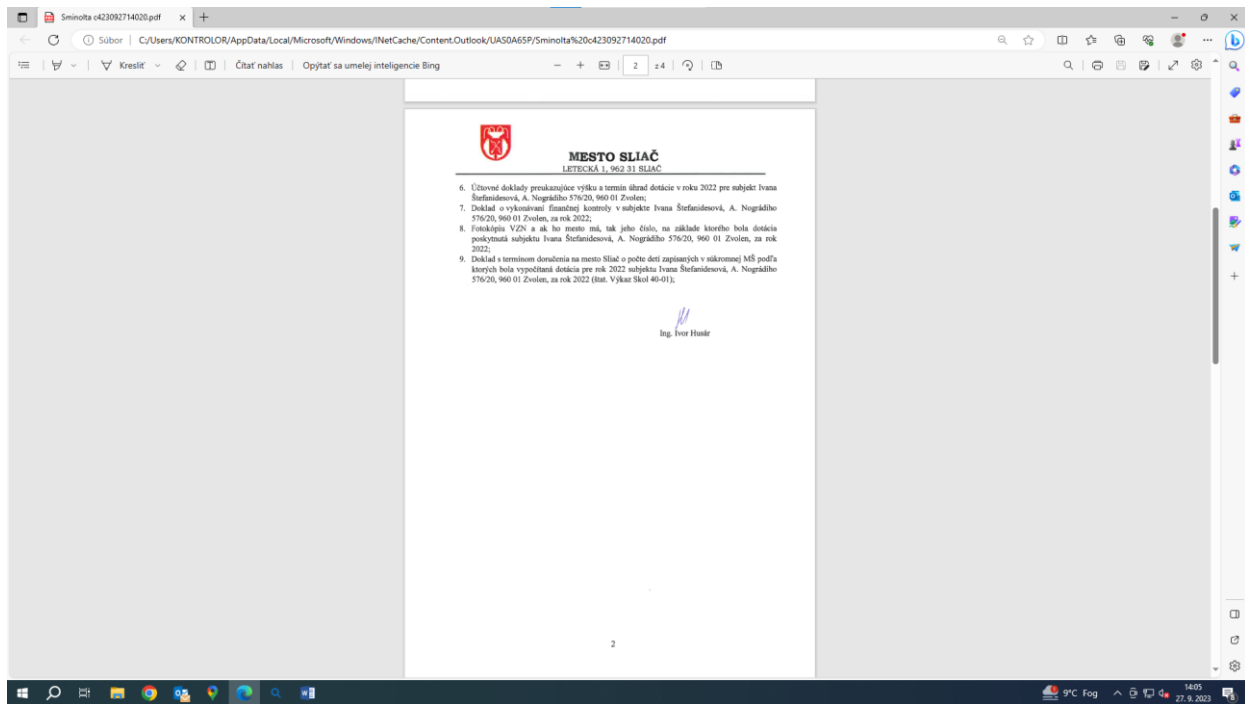 Sminolta c423092714020.pdf
Súbor
C:/Users/KONTROLOR/AppData/Local/Microsoft/Windows/INetCache/Content.Outlook/UAS0A65P/Sminolta%20c423092714020.pdf
Kresliť
Čítať nahlas
Opýtať sa umelej inteligencie Bing
2
z 4
MESTO SLIAČ
LETECKÁ 1, 962 31 SLIAČ
6. Účtovné doklady preukazujúce výšku a termín úhrad dotácie v roku 2022 pre subjekt Ivana
Štefanidesová, A. Nográdiho 576/20, 960 01 Zvolen;
7. Doklad o vykonávaní finančnej kontroly v subjekte Ivana Štefanidesová, A. Nográdiho
576/20, 960 01 Zvolen, za rok 2022;
8. Fotokópiu VZN a ak ho mesto má, tak jeho číslo, na základe ktorého bola dotácia
poskytnutá subjektu Ivana Štefanidesová, A. Nográdiho 576/20, 960 01 Zvolen, za rok
2022;
9. Doklad s termínom doručenia na mesto Sliač o počte detí zapísaných v súkromnej MŠ podľa
ktorých bola vypočítaná dotácia pre rok 2022 subjektu Ivana Štefanidesová, A. Nográdiho
576/20, 960 01 Zvolen, za rok 2022 (štat. Výkaz Skol 40-01);
Ing. Ivor Husár
2
9°C Fog
14:05
27. 9. 2023